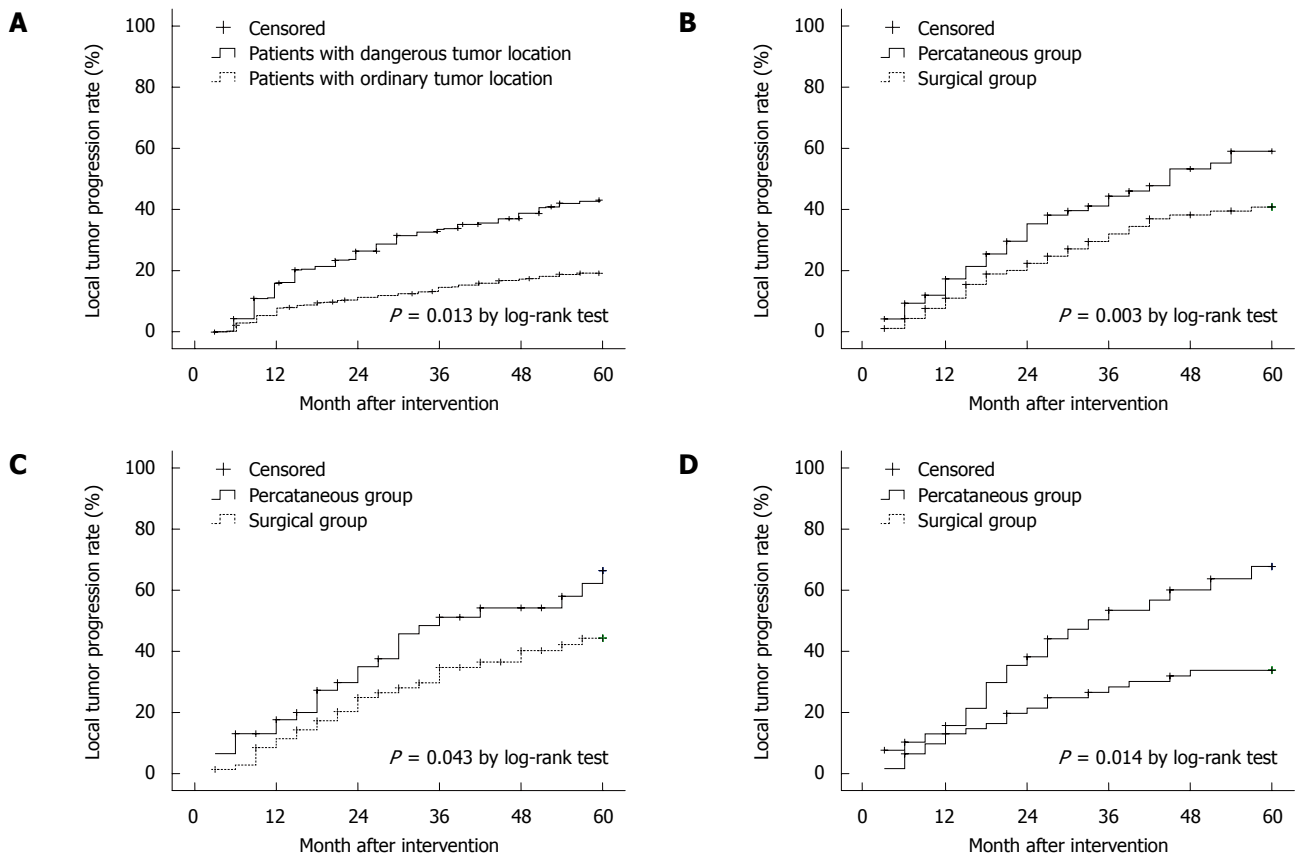 A
100
80
60
40
20
0
Local tumor progression rate (%)
Censored
Patients with dangerous tumor location
Patients with ordinary tumor location
P = 0.013 by log-rank test
0 12 24 36 48 60
Month after intervention
B
100
80
60
40
20
0
Local tumor progression rate (%)
Censored
Percataneous group
Surgical group
P = 0.003 by log-rank test
0 12 24 36 48 60
Month after intervention
C
100
80
60
40
20
0
Local tumor progression rate (%)
Censored
Percataneous group
Surgical group
P = 0.043 by log-rank test
0 12 24 36 48 60
Month after intervention
D
100
80
60
40
20
0
Local tumor progression rate (%)
Censored
Percataneous group
Surgical group
P = 0.014 by log-rank test
0 12 24 36 48 60
Month after intervention